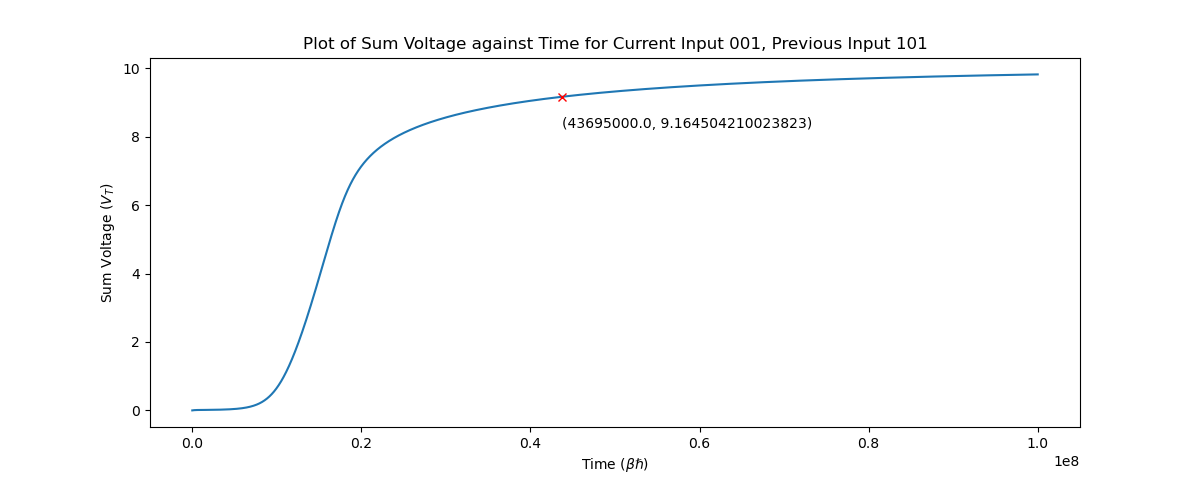 Plot of Sum Voltage against Time for Current Input 001, Previous Input 101
10
8
6
4
2
0
Sum Voltage (V_T)
(43695000.0, 9.164504210023823)
0.0 0.2 0.4 0.6 0.8 1.0
1e8
Time (βℏ)